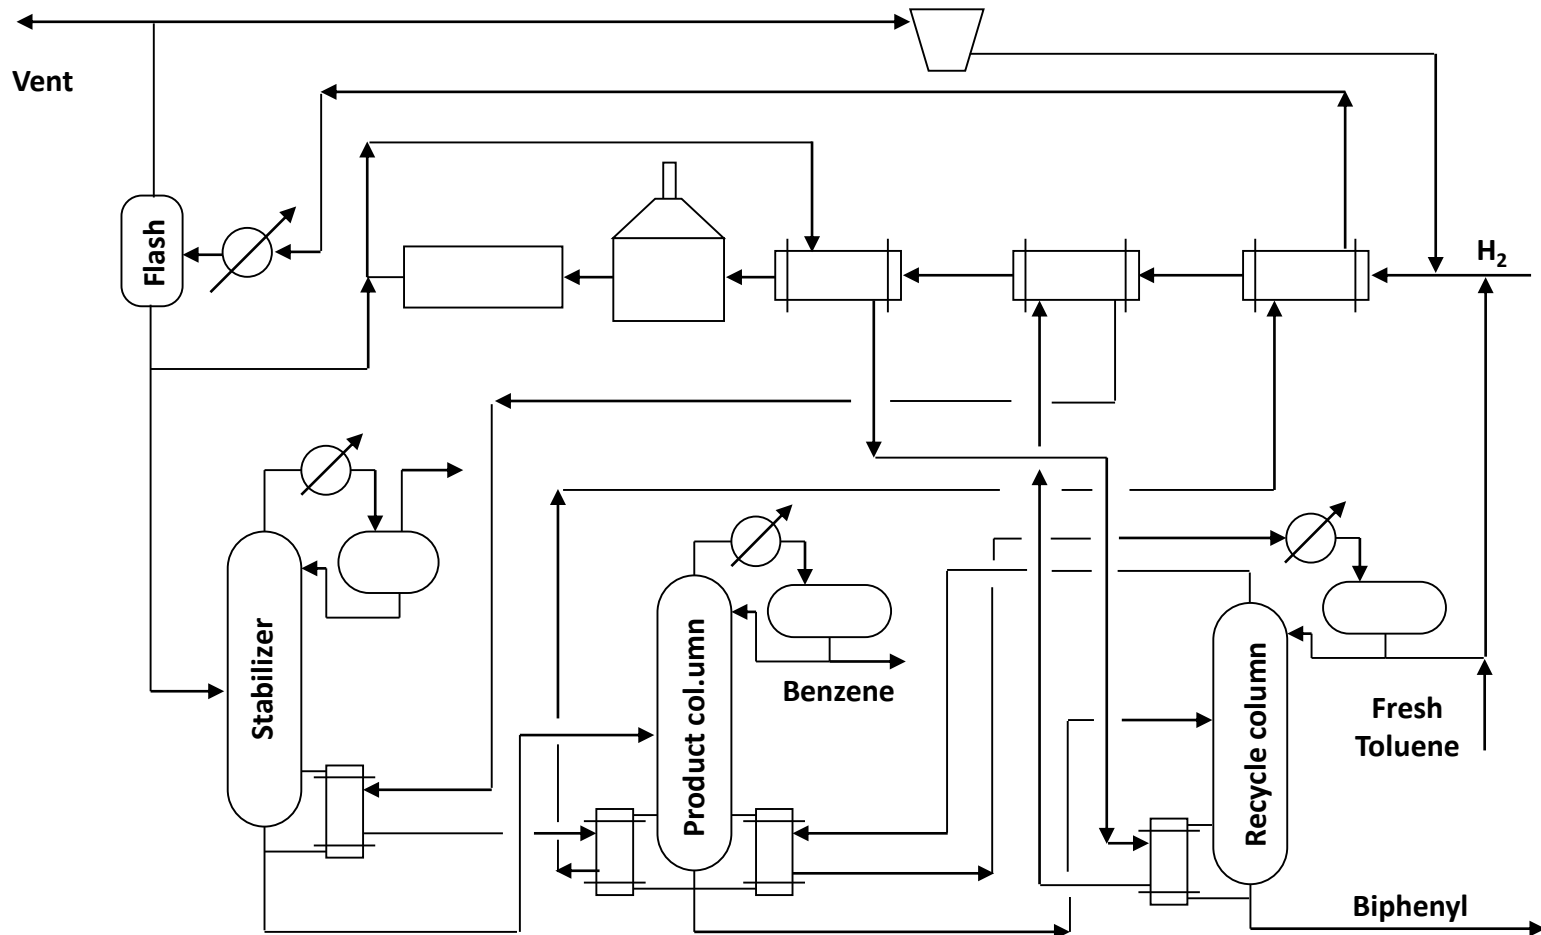 Vent
Flash
H₂
Stabilizer
Product col.umn
Benzene
Recycle column
Fresh
Toluene
Biphenyl